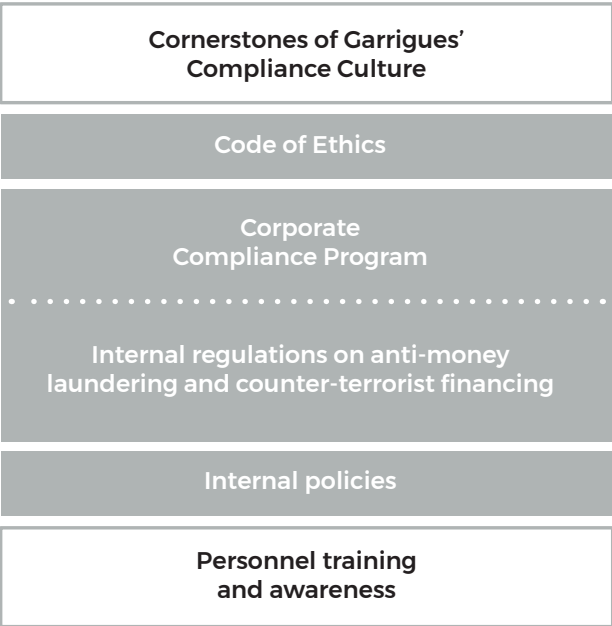 Cornerstones of Garrigues’
Compliance Culture
Code of Ethics
Corporate
Compliance Program
Internal regulations on anti-money
laundering and counter-terrorist financing
Internal policies
Personnel training
and awareness